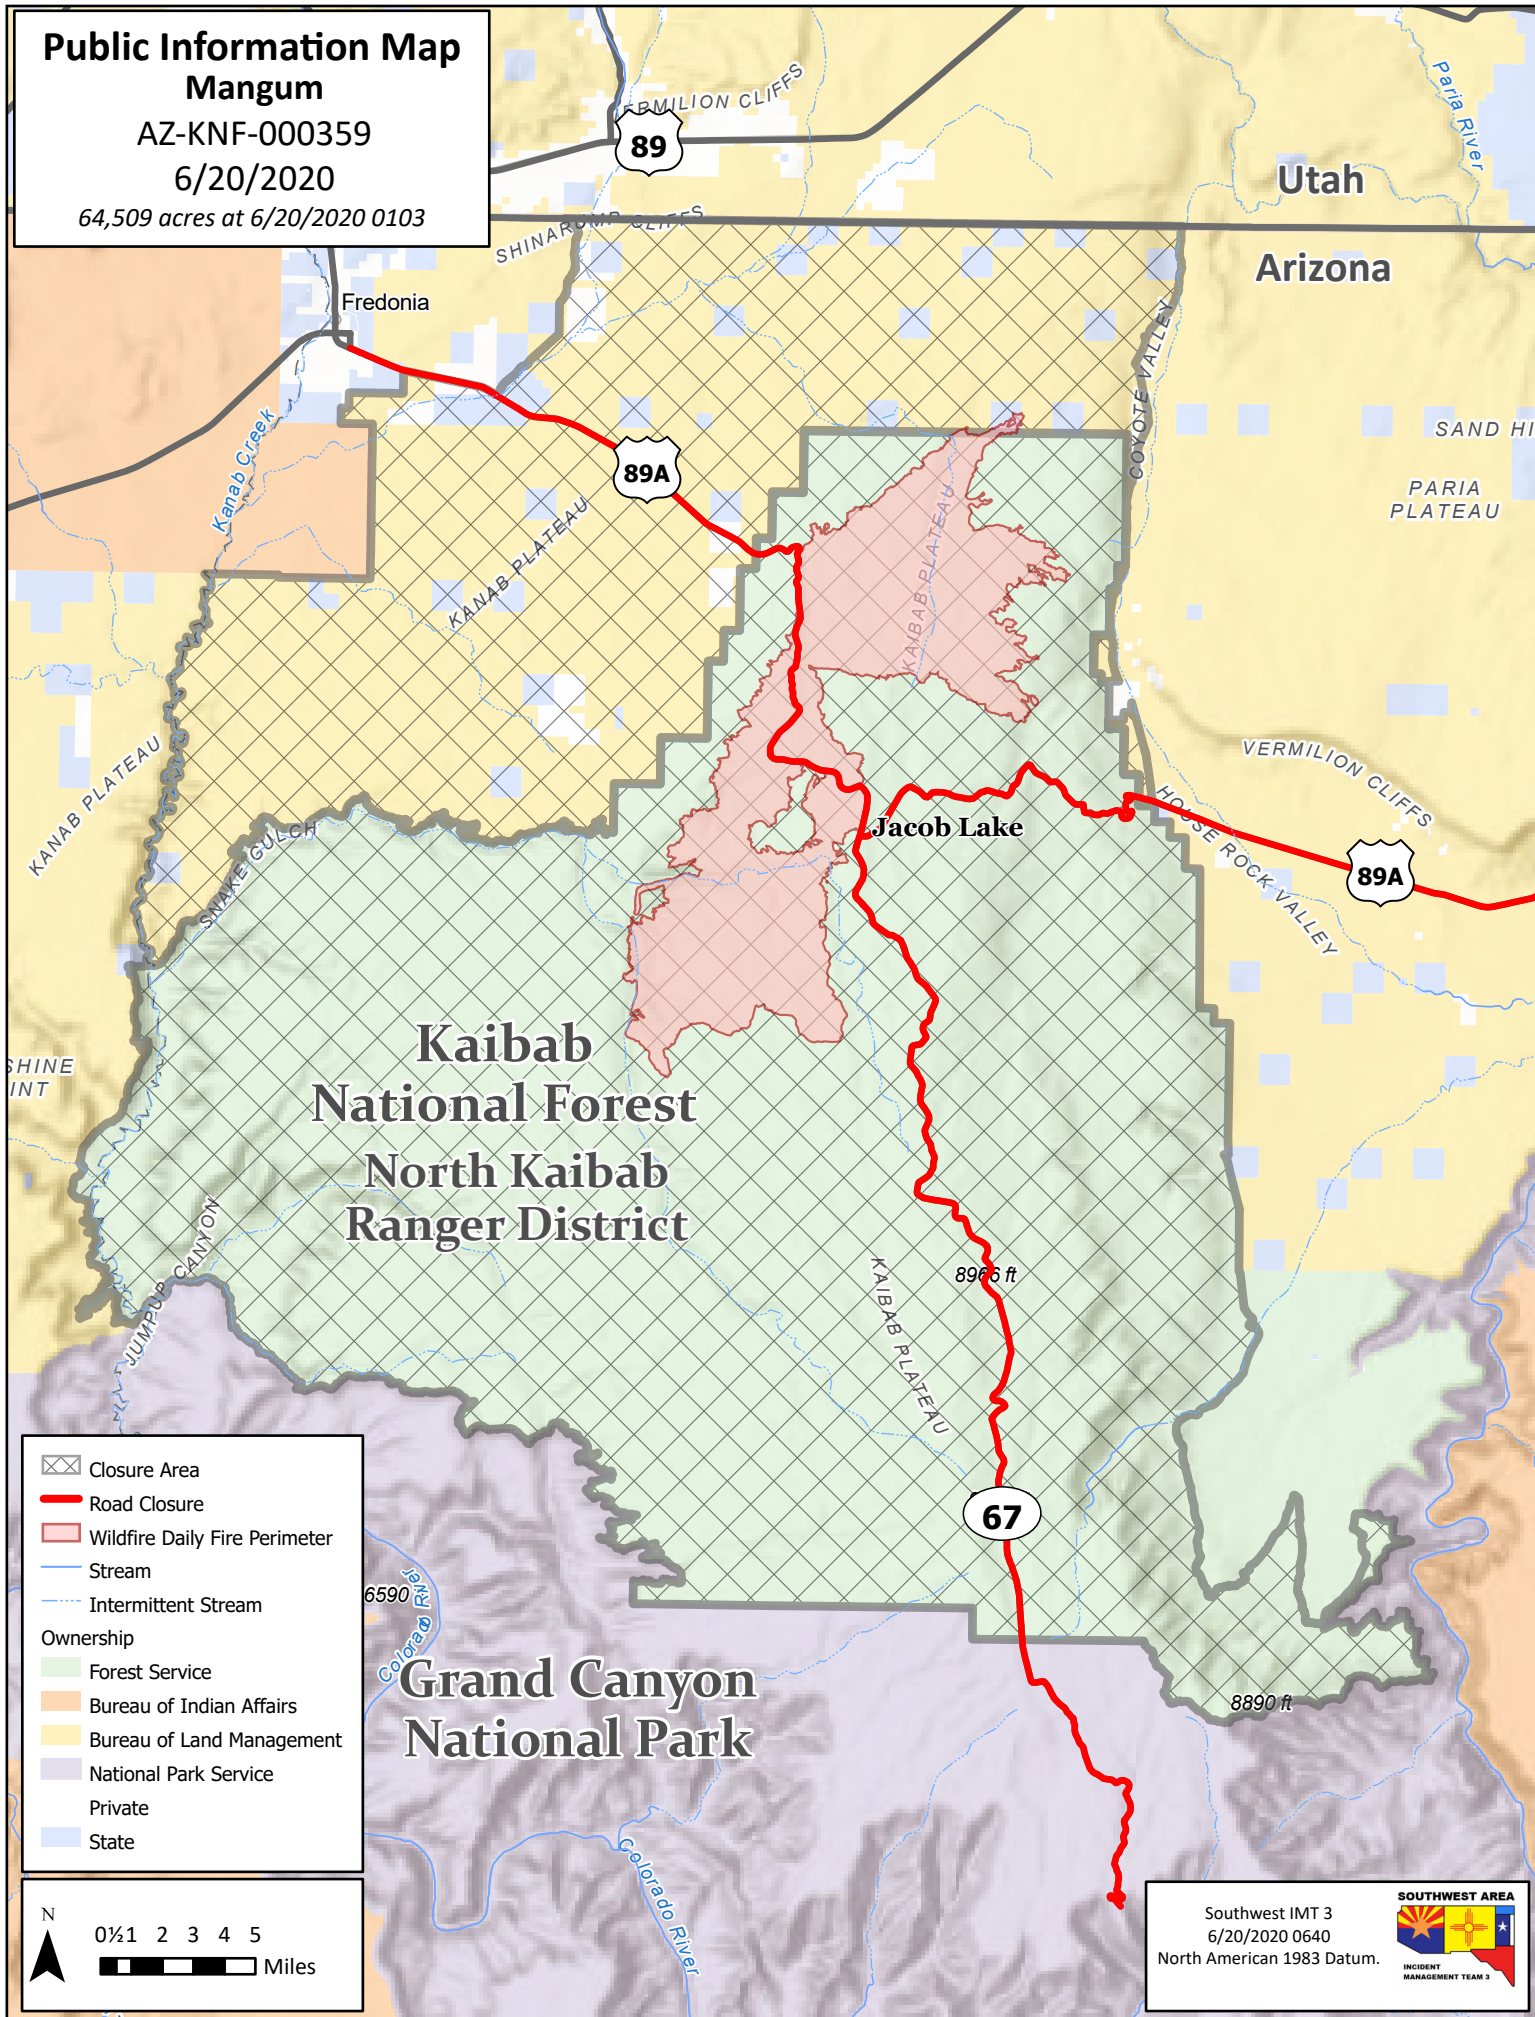 Public Information Map
Mangum
AZ-KNF-000359
6/20/2020
64,509 acres at 6/20/2020 0103
VERMILION CLIFFS
89
Paria River
Utah
Arizona
SHINARUMP CLIFFS
Fredonia
COYOTE VALLEY
Kanab Creek
89A
SAND HI
PARIA
PLATEAU
KANAB PLATEAU
KAIBAB PLATEAU
KANAB PLATEAU
VERMILION CLIFFS
HOUSE ROCK VALLEY
Jacob Lake
89A
SNAKE GULCH
Kaibab
National Forest
North Kaibab
Ranger District
SHINE
INT
JUMPUP CANYON
8966 ft
KAIBAB PLATEAU
67
Closure Area
Road Closure
Wildfire Daily Fire Perimeter
Stream
Intermittent Stream
Ownership
Forest Service
Bureau of Indian Affairs
Bureau of Land Management
National Park Service
Private
State
6590
Colorado River
Grand Canyon
National Park
8890 ft
Colorado River
N
0½1 2 3 4 5
Miles
Southwest IMT 3
6/20/2020 0640
North American 1983 Datum.
SOUTHWEST AREA
INCIDENT
MANAGEMENT TEAM 3